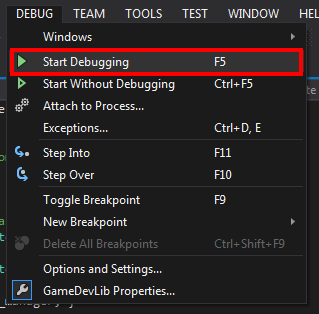 DEBUG TEAM TOOLS TEST WINDOW H
Windows
Start Debugging F5
Start Without Debugging Ctrl+F5
Attach to Process...
Exceptions... Ctrl+D, E
Step Into F11
Step Over F10
Toggle Breakpoint F9
New Breakpoint
Delete All Breakpoints Ctrl+Shift+F9
Options and Settings...
GameDevLib Properties...